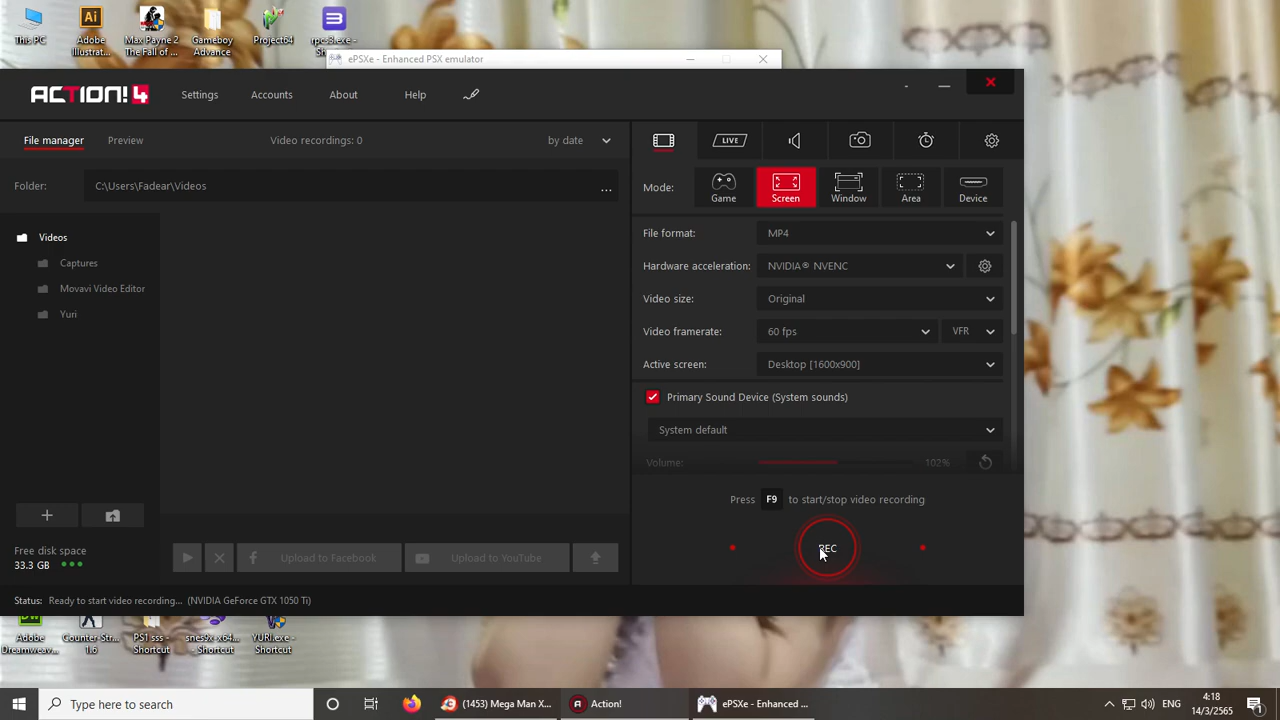 This PC
Adobe Illustrat...
Max Payne 2 The Fall of ...
Gameboy Advance
Project64
rpcs3.exe -
ePSXe - Enhanced PSX emulator
ACTION! 4
Settings
Accounts
About
Help
File manager
Preview
Video recordings: 0
by date
LIVE
Folder:
C:\Users\Fadear\Videos
...
Mode:
Game
Screen
Window
Area
Device
Videos
Captures
Movavi Video Editor
Yuri
File format:
MP4
Hardware acceleration:
NVIDIA® NVENC
Video size:
Original
Video framerate:
60 fps
VFR
Active screen:
Desktop [1600x900]
Primary Sound Device (System sounds)
System default
Volume:
102%
Press F9 to start/stop video recording
REC
Free disk space
33.3 GB
Upload to Facebook
Upload to YouTube
Status: Ready to start video recording... (NVIDIA GeForce GTX 1050 Ti)
Adobe Dreamweav...
Counter Str... 1.6
PS1 sss - Shortcut
snes9x-x64... - Shortcut
YURI.exe - Shortcut
Type here to search
(1453) Mega Man X...
Action!
ePSXe - Enhanced ...
ENG
4:18
14/3/2565
1